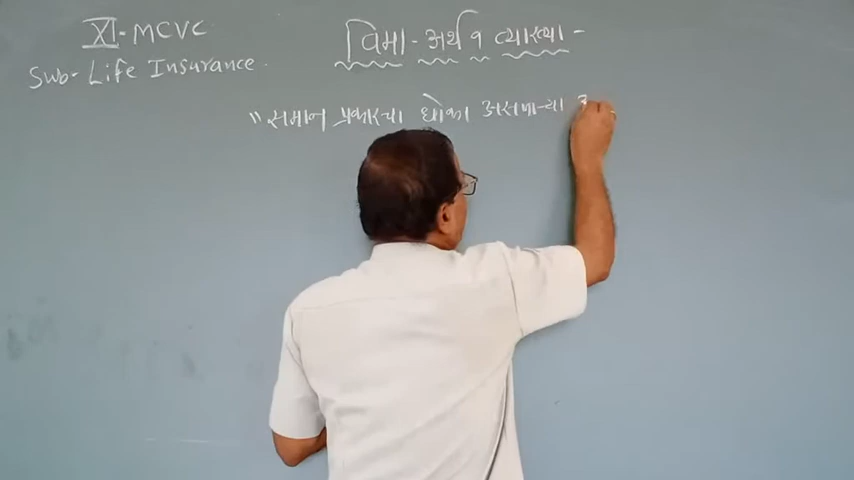 XI - MCVC
Sub - Life Insurance.
विमा - अर्थ व व्याख्या -
"समान प्रकारचा धोका असणाऱ्या